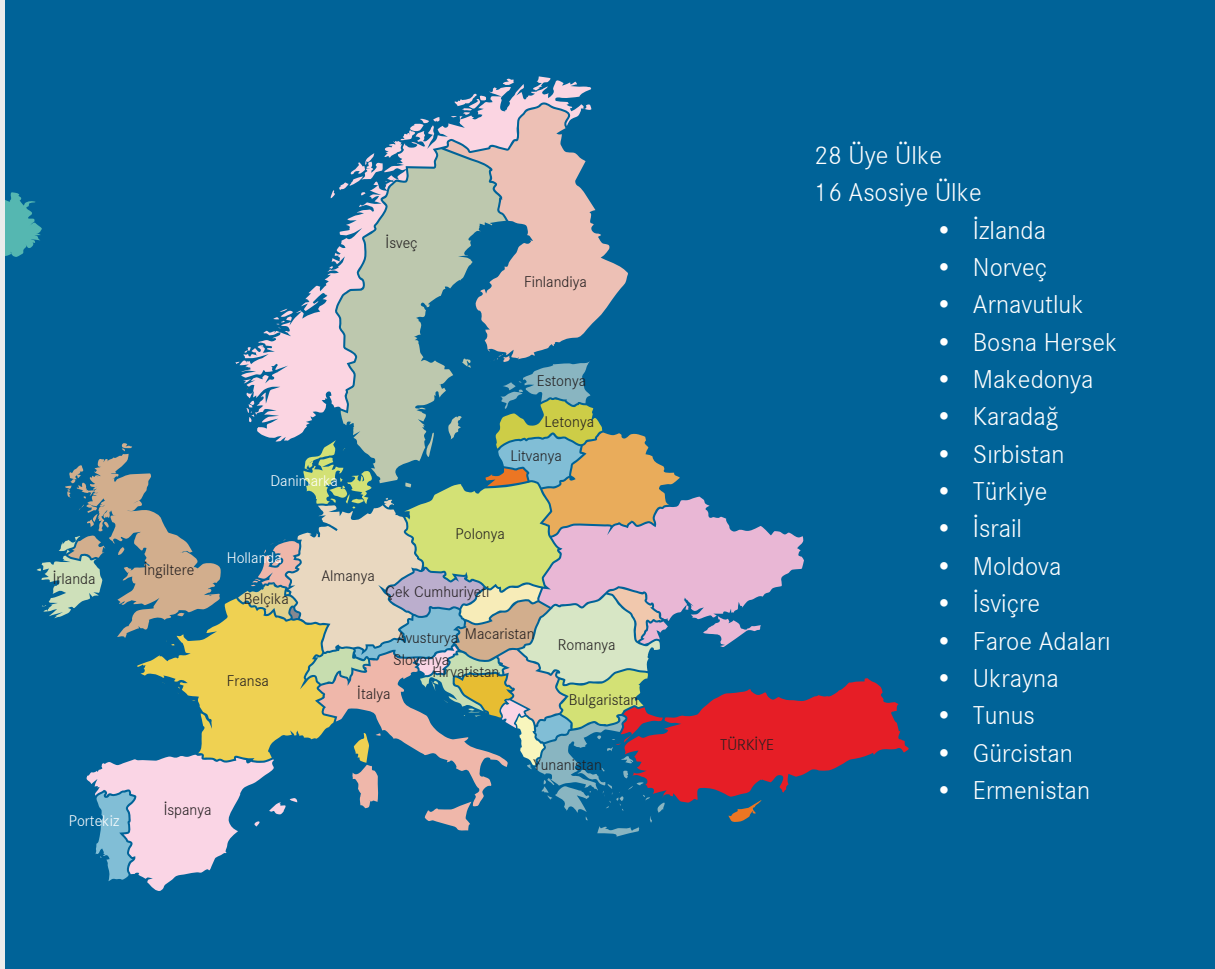 28 Üye Ülke
16 Asosiye Ülke
• İzlanda
• Norveç
• Arnavutluk
• Bosna Hersek
• Makedonya
• Karadağ
• Sırbistan
• Türkiye
• İsrail
• Moldova
• İsviçre
• Faroe Adaları
• Ukrayna
• Tunus
• Gürcistan
• Ermenistan
İsveç
Finlandiya
Estonya
Letonya
Litvanya
Danimarka
Polonya
Hollanda
İrlanda
İngiltere
Almanya
Çek Cumhuriyeti
Belçika
Avusturya
Macaristan
Romanya
Slovenya
Hırvatistan
Fransa
İtalya
Bulgaristan
TÜRKİYE
Yunanistan
İspanya
Portekiz